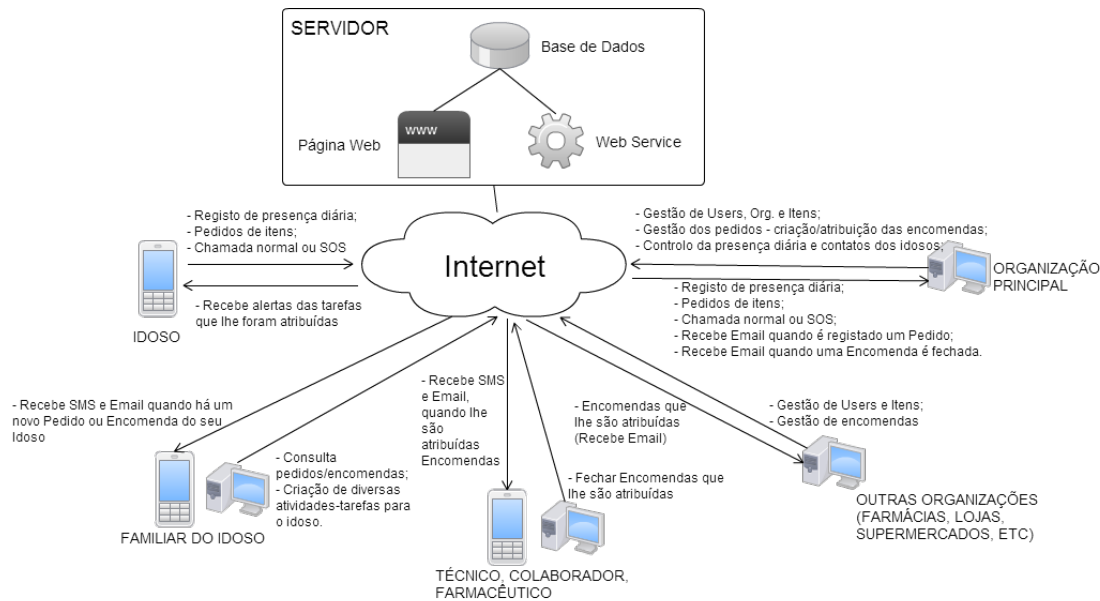 SERVIDOR
Base de Dados
www
Página Web
Web Service
- Registo de presença diária;
- Pedidos de itens;
- Chamada normal ou SOS
- Gestão de Users, Org. e Itens;
- Gestão dos pedidos - criação/atribuição das encomendas;
- Controlo da presença diária e contatos dos idosos;
Internet
ORGANIZAÇÃO
PRINCIPAL
- Recebe alertas das tarefas
que lhe foram atribuídas
IDOSO
- Registo de presença diária;
- Pedidos de itens;
- Chamada normal ou SOS;
- Recebe Email quando é registado um Pedido;
- Recebe Email quando uma Encomenda é fechada.
- Recebe SMS e Email quando há um
novo Pedido ou Encomenda do seu
Idoso
- Consulta
pedidos/encomendas;
- Criação de diversas
atividades-tarefas para
o idoso.
FAMILIAR DO IDOSO
- Recebe SMS
e Email,
quando lhe
são
atribuídas
Encomendas
- Encomendas que
lhe são atribuídas
(Recebe Email)
- Fechar Encomendas que
lhe são atribuídas
TÉCNICO, COLABORADOR,
FARMACÊUTICO
- Gestão de Users e Itens;
- Gestão de encomendas
OUTRAS ORGANIZAÇÕES
(FARMÁCIAS, LOJAS,
SUPERMERCADOS, ETC)